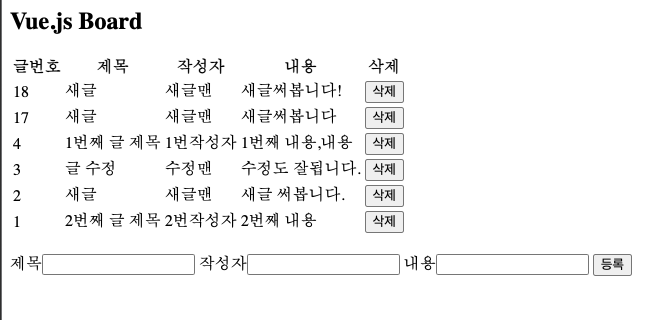 Vue.js Board
글번호 제목 작성자 내용 삭제
18 새글 새글맨 새글써봅니다! 삭제
17 새글 새글맨 새글써봅니다 삭제
4 1번째 글 제목 1번작성자 1번째 내용,내용 삭제
3 글 수정 수정맨 수정도 잘됩니다. 삭제
2 새글 새글맨 새글 써봅니다. 삭제
1 2번째 글 제목 2번작성자 2번째 내용 삭제
제목 작성자 내용 등록